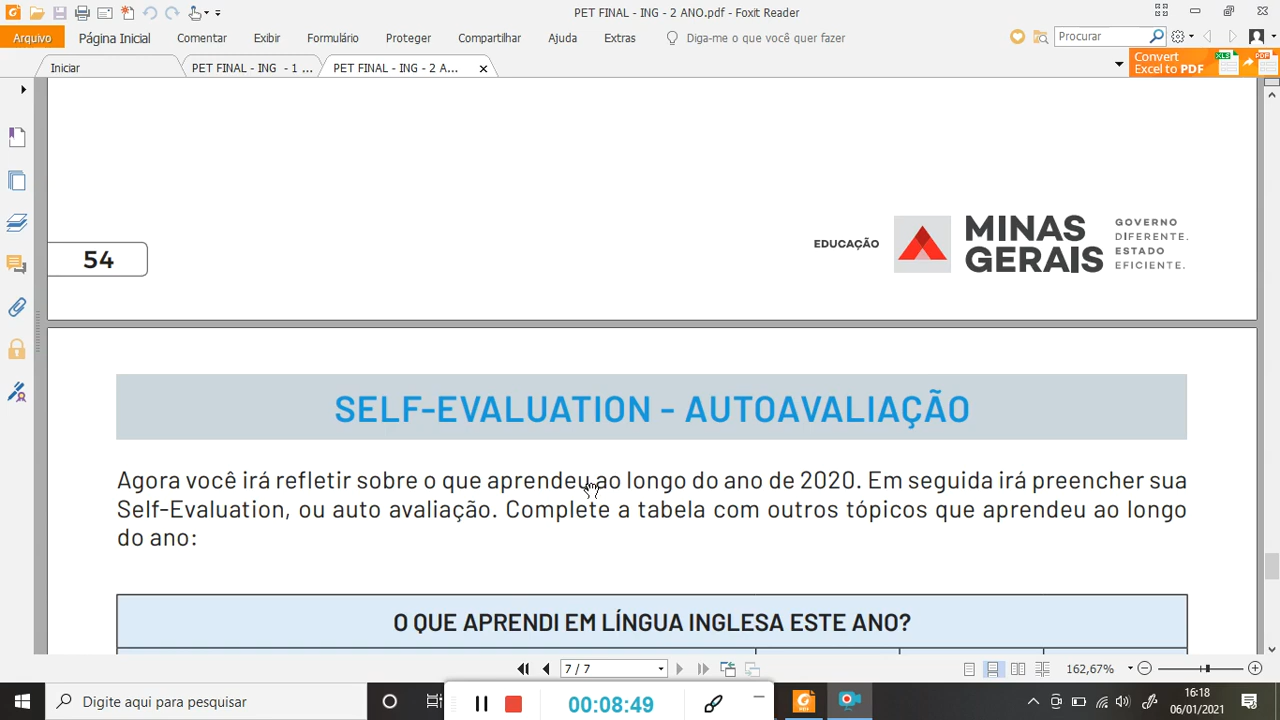 PET FINAL - ING - 2 ANO.pdf - Foxit Reader
Arquivo Página Inicial Comentar Exibir Formulário Proteger Compartilhar Ajuda Extras Diga-me o que você quer fazer Procurar
Iniciar PET FINAL - ING - 1 ... PET FINAL - ING - 2 A... Convert
Excel to PDF
XLS PDF
54
EDUCAÇÃO
MINAS
GERAIS
GOVERNO
DIFERENTE.
ESTADO
EFICIENTE.
SELF-EVALUATION - AUTOAVALIAÇÃO
Agora você irá refletir sobre o que aprendeu ao longo do ano de 2020. Em seguida irá preencher sua
Self-Evaluation, ou auto avaliação. Complete a tabela com outros tópicos que aprendeu ao longo
do ano:
O QUE APRENDI EM LÍNGUA INGLESA ESTE ANO?
7 / 7 162,67%
Digite aqui para pesquisar
00:08:49
16:18
06/01/2021